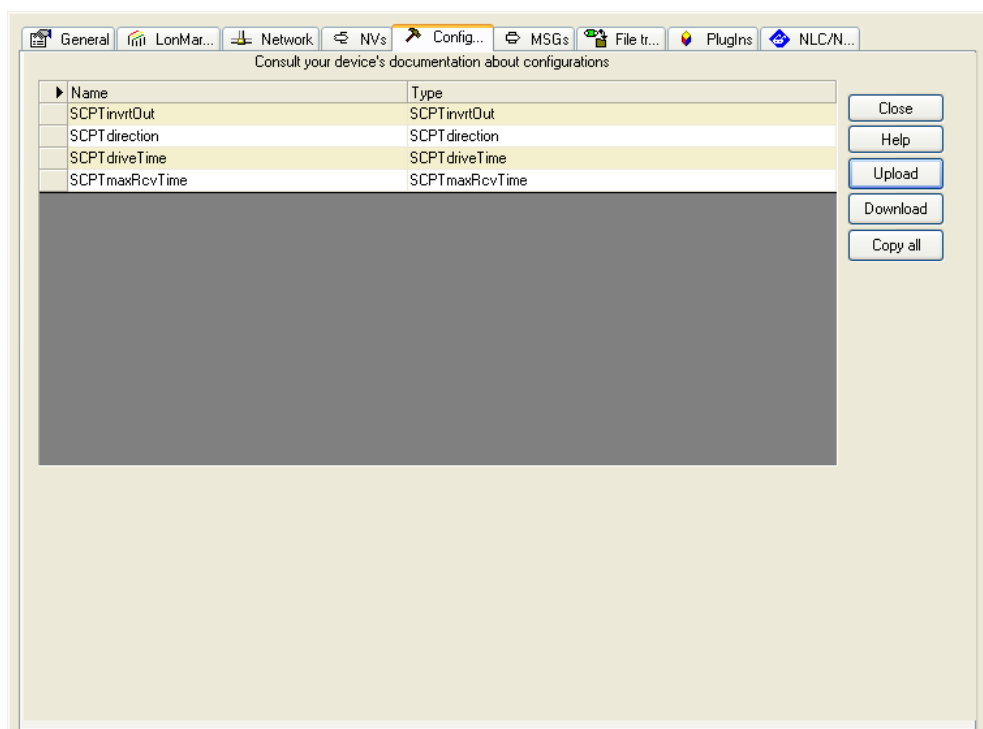 General LonMar... Network NVs Config... MSGs File tr... PlugIns NLC/N...
Consult your device's documentation about configurations
Name Type
SCPTinvrtOut SCPTinvrtOut
SCPTdirection SCPTdirection
SCPTdriveTime SCPTdriveTime
SCPTmaxRcvTime SCPTmaxRcvTime
Close
Help
Upload
Download
Copy all